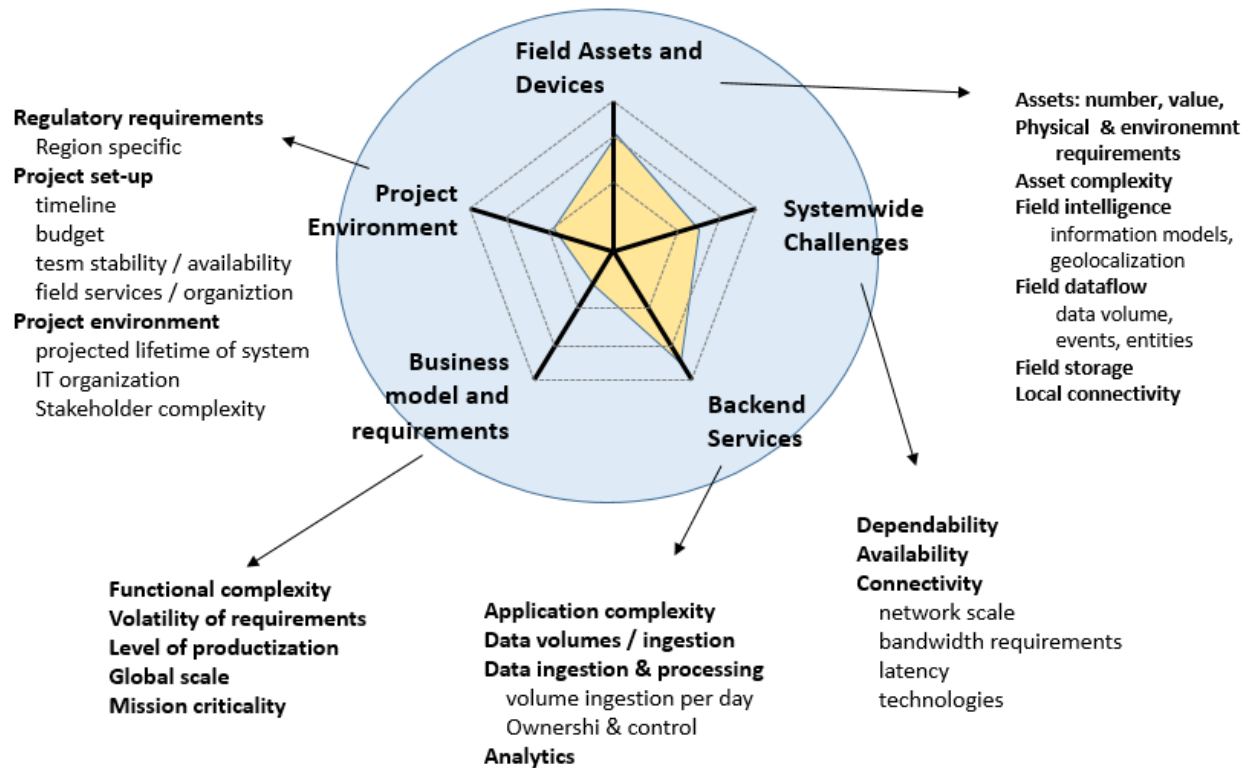 Field Assets and
Devices
Project
Environment
Systemwide
Challenges
Business
model and
requirements
Backend
Services
Regulatory requirements
Region specific
Project set-up
timeline
budget
tesm stability / availability
field services / organiztion
Project environment
projected lifetime of system
IT organization
Stakeholder complexity
Assets: number, value,
Physical & environemnt
requirements
Asset complexity
Field intelligence
information models,
geolocalization
Field dataflow
data volume,
events, entities
Field storage
Local connectivity
Functional complexity
Volatility of requirements
Level of productization
Global scale
Mission criticality
Application complexity
Data volumes / ingestion
Data ingestion & processing
volume ingestion per day
Ownershi & control
Analytics
Dependability
Availability
Connectivity
network scale
bandwidth requirements
latency
technologies